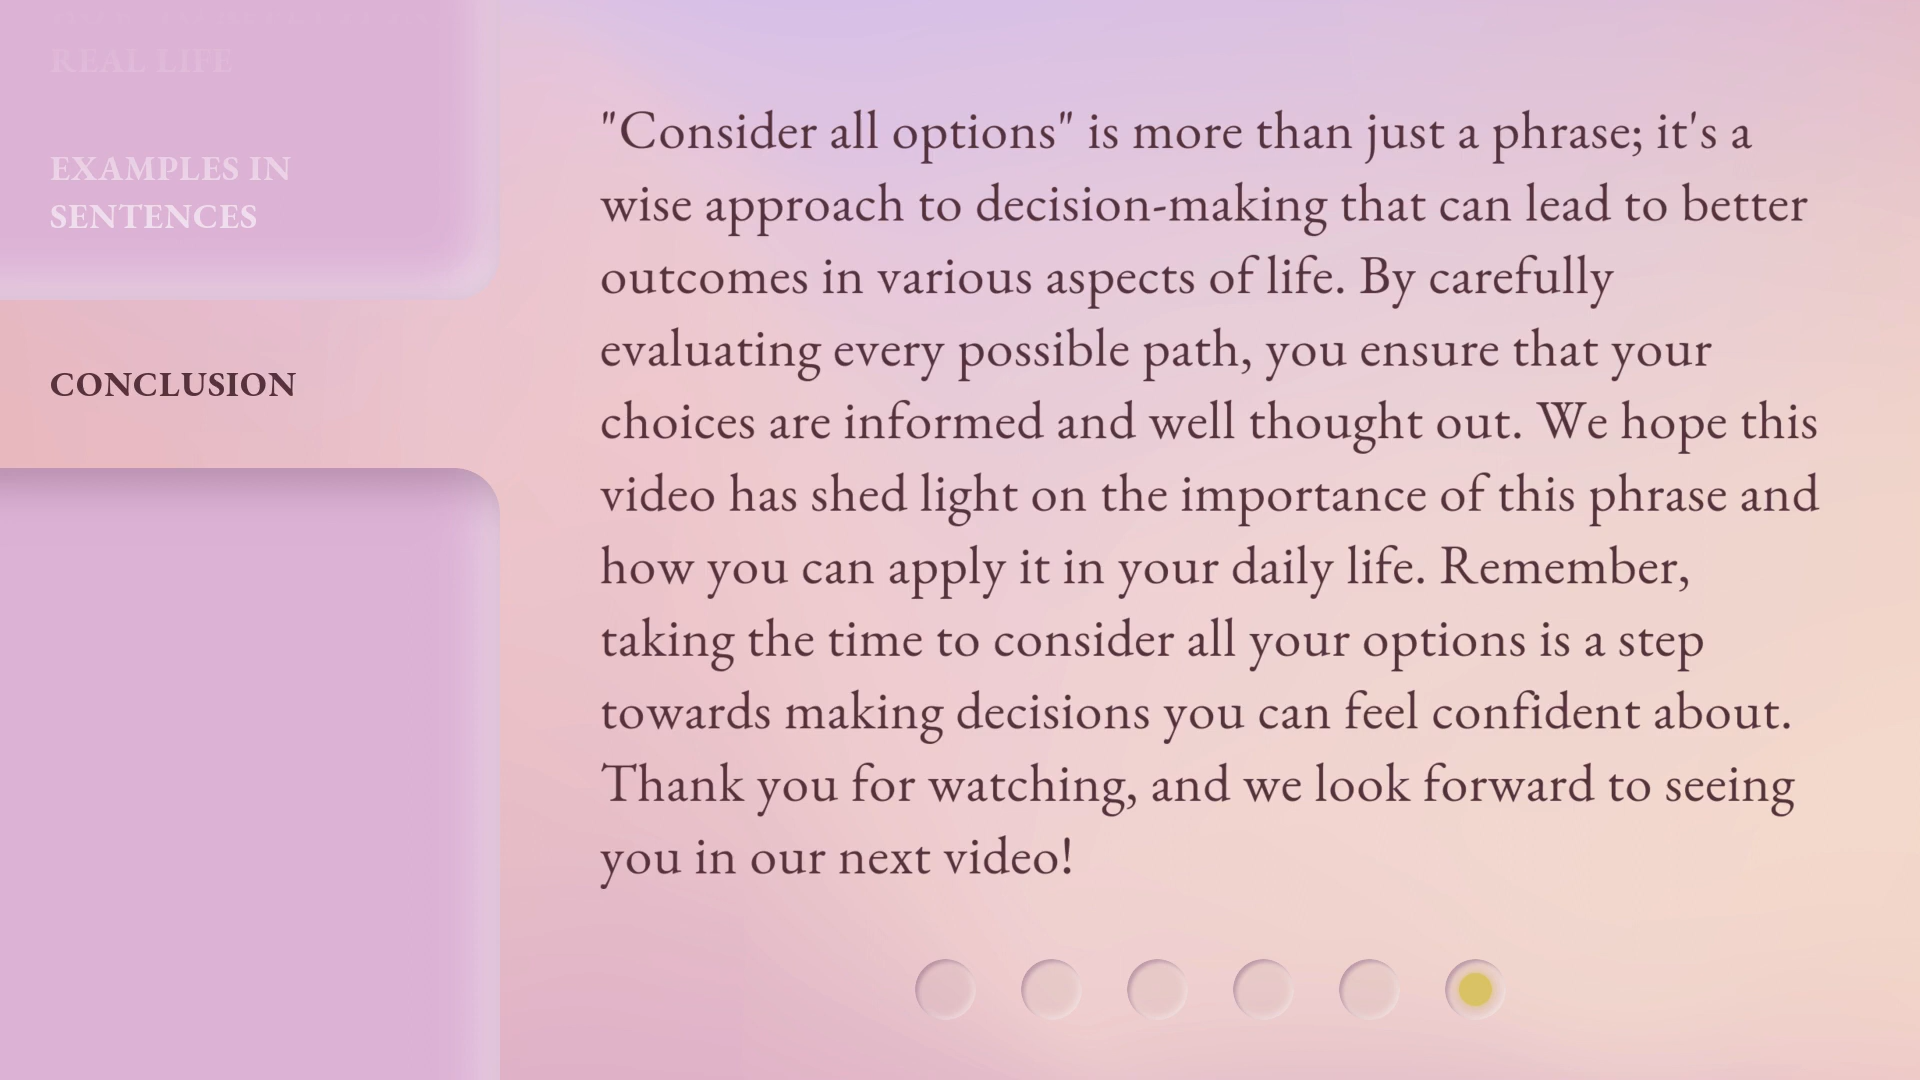 REAL LIFE
EXAMPLES IN
SENTENCES
CONCLUSION
"Consider all options" is more than just a phrase; it's a
wise approach to decision-making that can lead to better
outcomes in various aspects of life. By carefully
evaluating every possible path, you ensure that your
choices are informed and well thought out. We hope this
video has shed light on the importance of this phrase and
how you can apply it in your daily life. Remember,
taking the time to consider all your options is a step
towards making decisions you can feel confident about.
Thank you for watching, and we look forward to seeing
you in our next video!